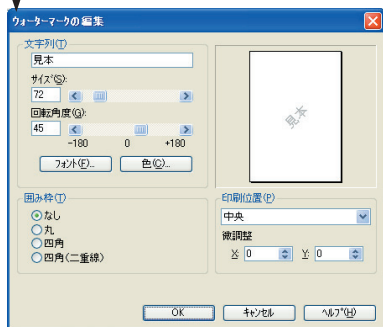 ウォーターマークの編集
文字列(T)
見本
サイズ(S):
72
回転角度(G):
45
-180 0 +180
フォント(F)... 色(C)...
見本
囲み枠(T)
なし
丸
四角
四角(二重線)
印刷位置(P)
中央
微調整
X 0 Y 0
OK キャンセル ヘルプ(H)